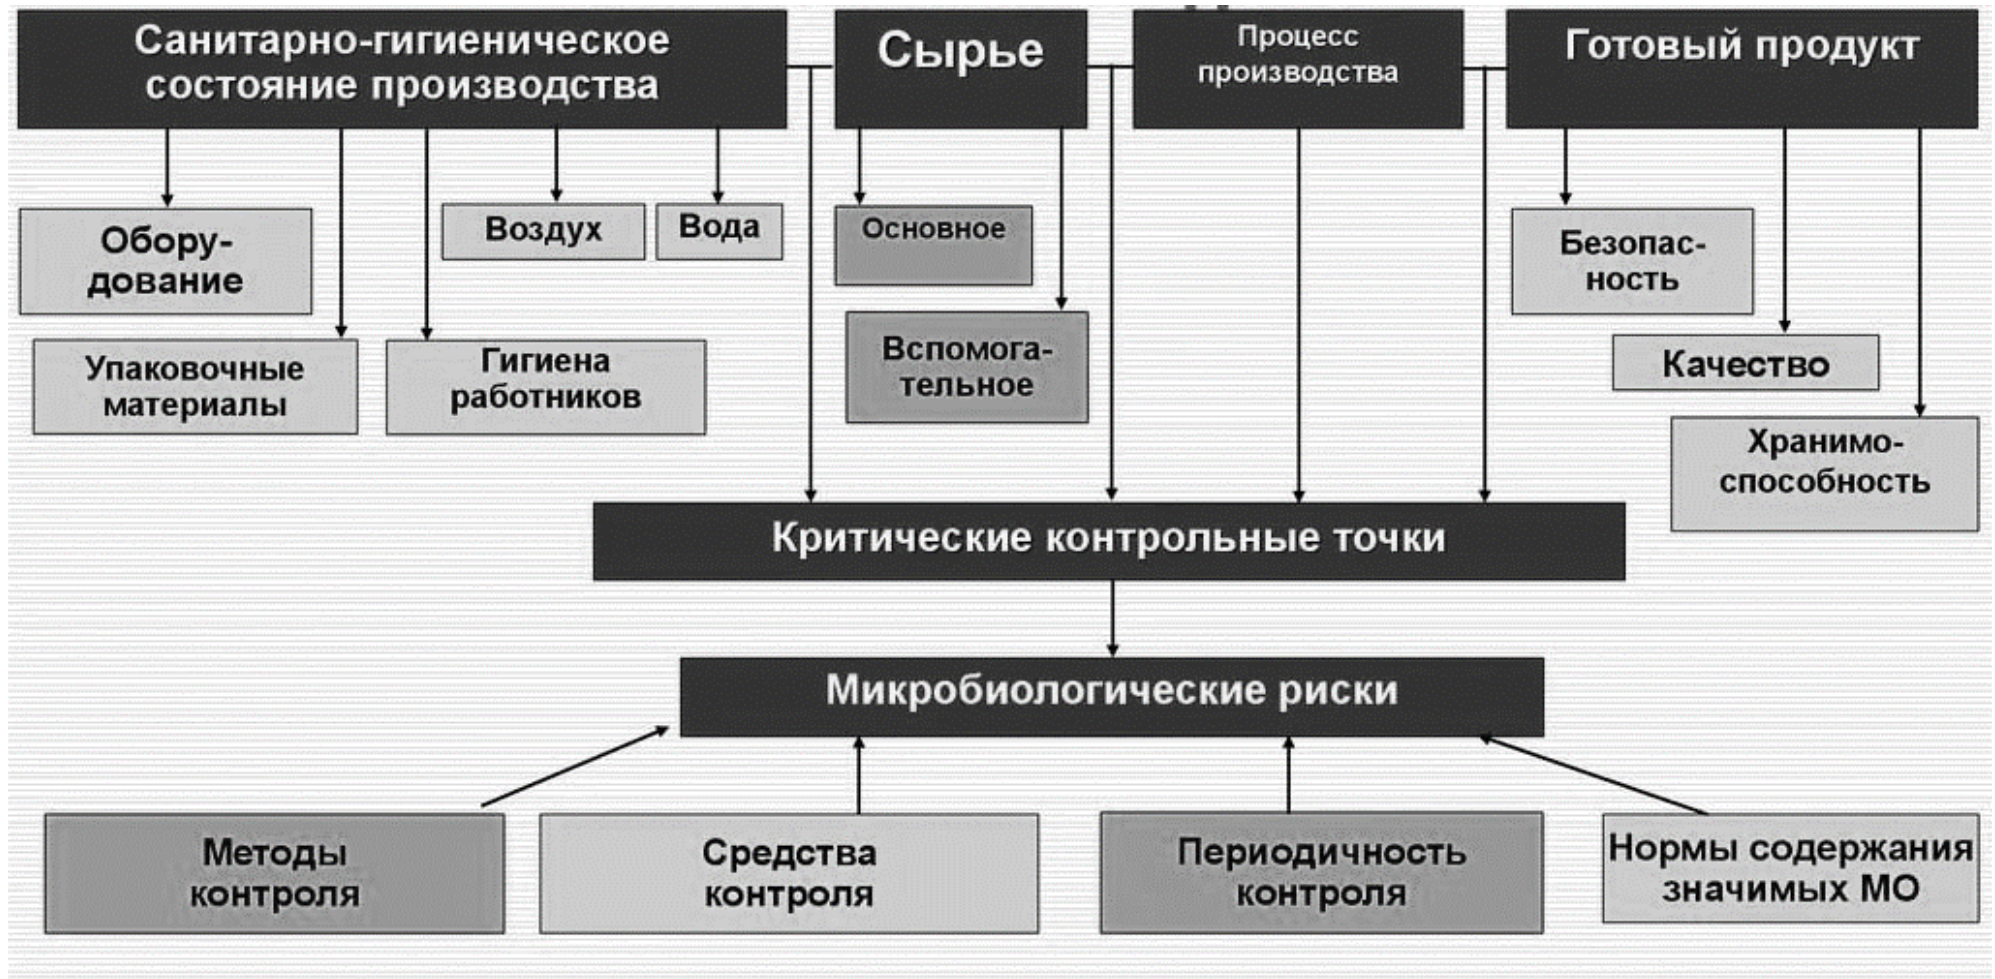 Санитарно-гигиеническое
состояние производства
Сырье
Процесс
производства
Готовый продукт
Обору-
дование
Воздух
Вода
Упаковочные
материалы
Гигиена
работников
Основное
Вспомога-
тельное
Безопас-
ность
Качество
Хранимо-
способность
Критические контрольные точки
Микробиологические риски
Методы
контроля
Средства
контроля
Периодичность
контроля
Нормы содержания
значимых МО